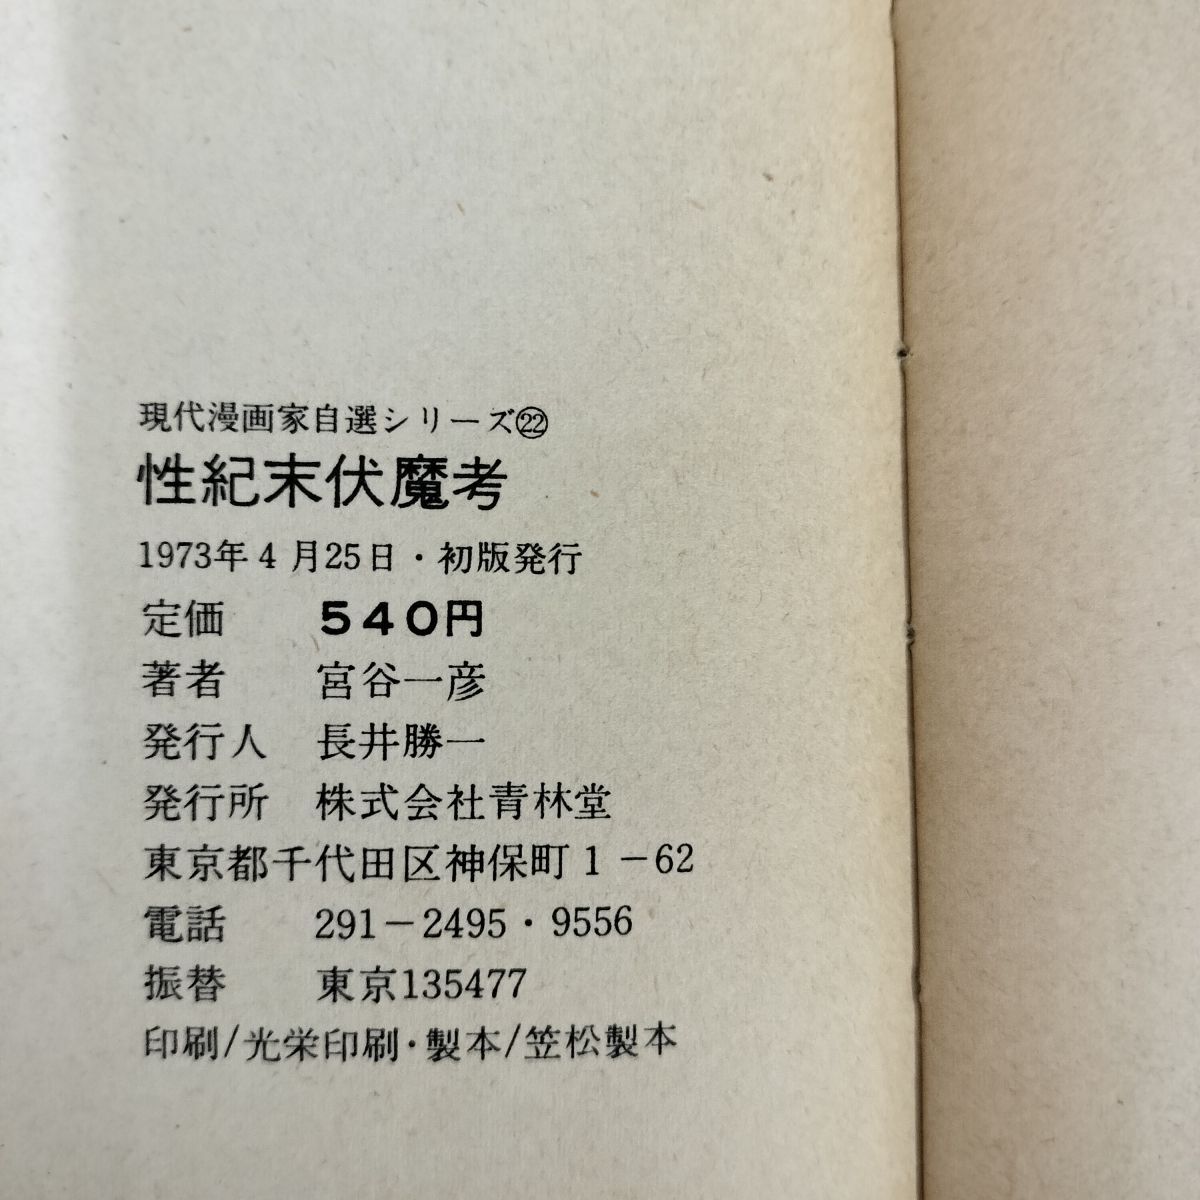 現代漫画家自選シリーズ㉒
性紀末伏魔考
1973年4月25日・初版発行
定価　540円
著者　宮谷一彦
発行人　長井勝一
発行所　株式会社青林堂
東京都千代田区神保町1－62
電話　291－2495・9556
振替　東京135477
印刷/光栄印刷・製本/笠松製本